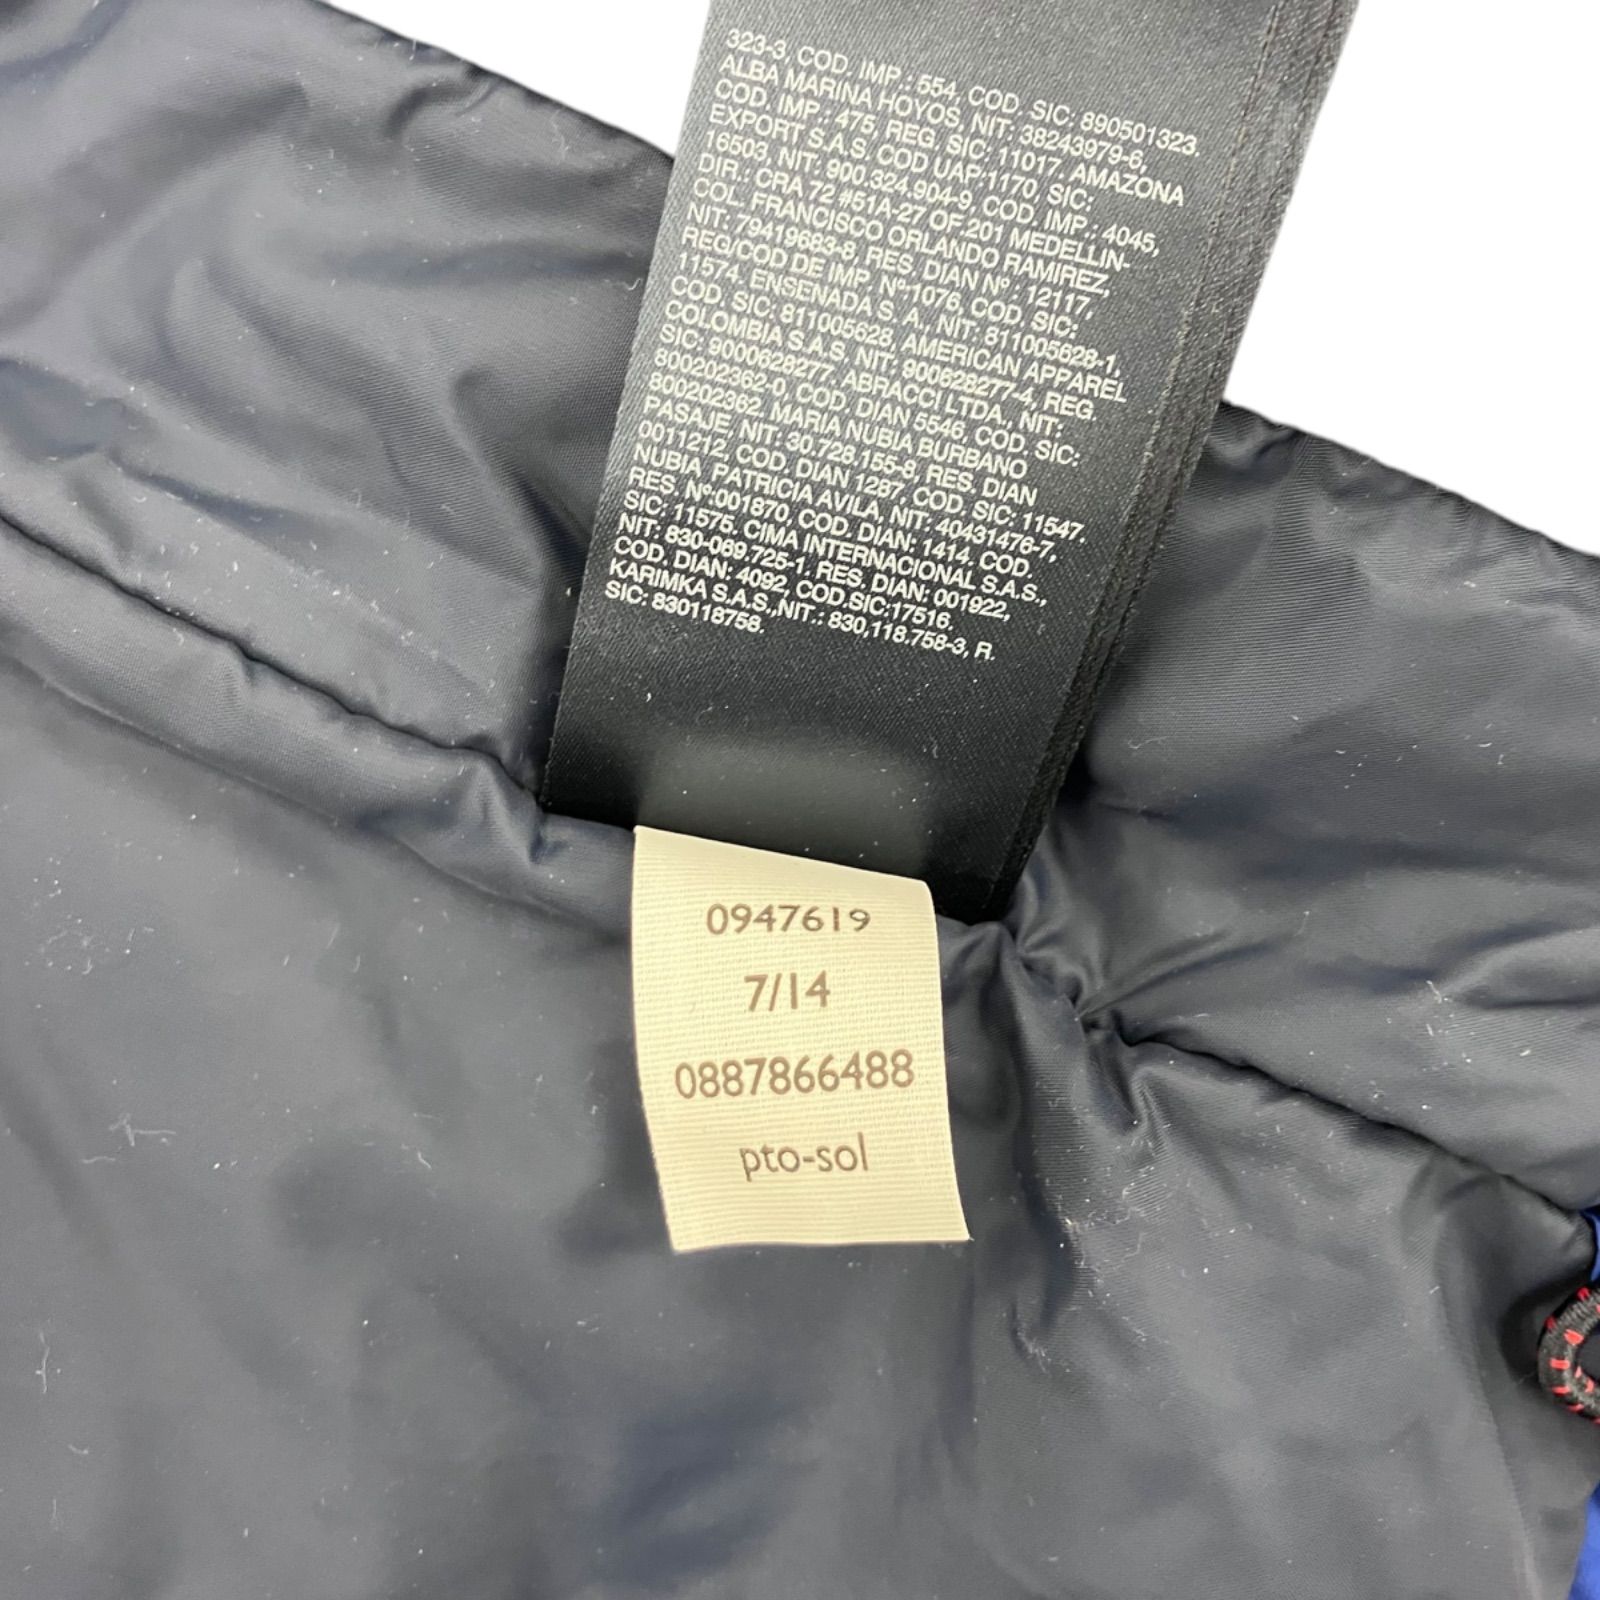 323-3, COD. IMP.: 554, COD. SIC: 890501323.
ALBA MARINA HOYOS, NIT: 38243979-6,
COD. IMP.: 475, REG. SIC: 11017. AMAZONA
EXPORT S.A.S. COD UAP:1170, SIC:
16503, NIT: 900.324.904-9, COD. IMP.: 4045,
DIR.: CRA 72 #51A-27 OF 201 MEDELLIN-
COL. FRANCISCO ORLANDO RAMIREZ,
NIT: 79419683-8, RES. DIAN Nº: 12117,
REG/COD DE IMP. Nº:1076, COD. SIC:
11574, ENSENADA S. A., NIT: 811005628-1,
COD. SIC: 811005628, AMERICAN APPAREL
COLOMBIA S.A.S, NIT: 900628277-4, REG.
SIC: 9000628277, ABRACCI LTDA., NIT:
800202362-0, COD. DIAN 5546, COD. SIC:
800202362, MARIA NUBIA BURBANO
PASAJE, NIT: 30.728.155-8, RES. DIAN
0011212, COD. DIAN 1287, COD. SIC: 11547.
NUBIA, PATRICIA AVILA, NIT: 40431476-7,
RES. Nº:001870, COD. DIAN: 1414, COD.
SIC: 11575. CIMA INTERNACIONAL S.A.S.,
NIT: 830-069.725-1. RES. DIAN: 001922,
COD. DIAN: 4092, COD.SIC:17516.
KARIMKA S.A.S.,NIT.: 830,118.758-3, R.
SIC: 830118758.
0947619
7/14
0887866488
pto-sol